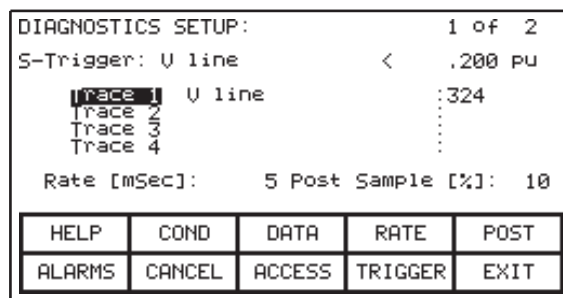 DIAGNOSTICS SETUP: 1 of 2
S-Trigger: V line < .200 pu
Trace 1 V line :324
Trace 2 :
Trace 3 :
Trace 4 :
Rate [mSec]: 5 Post Sample [%]: 10
HELP COND DATA RATE POST
ALARMS CANCEL ACCESS TRIGGER EXIT